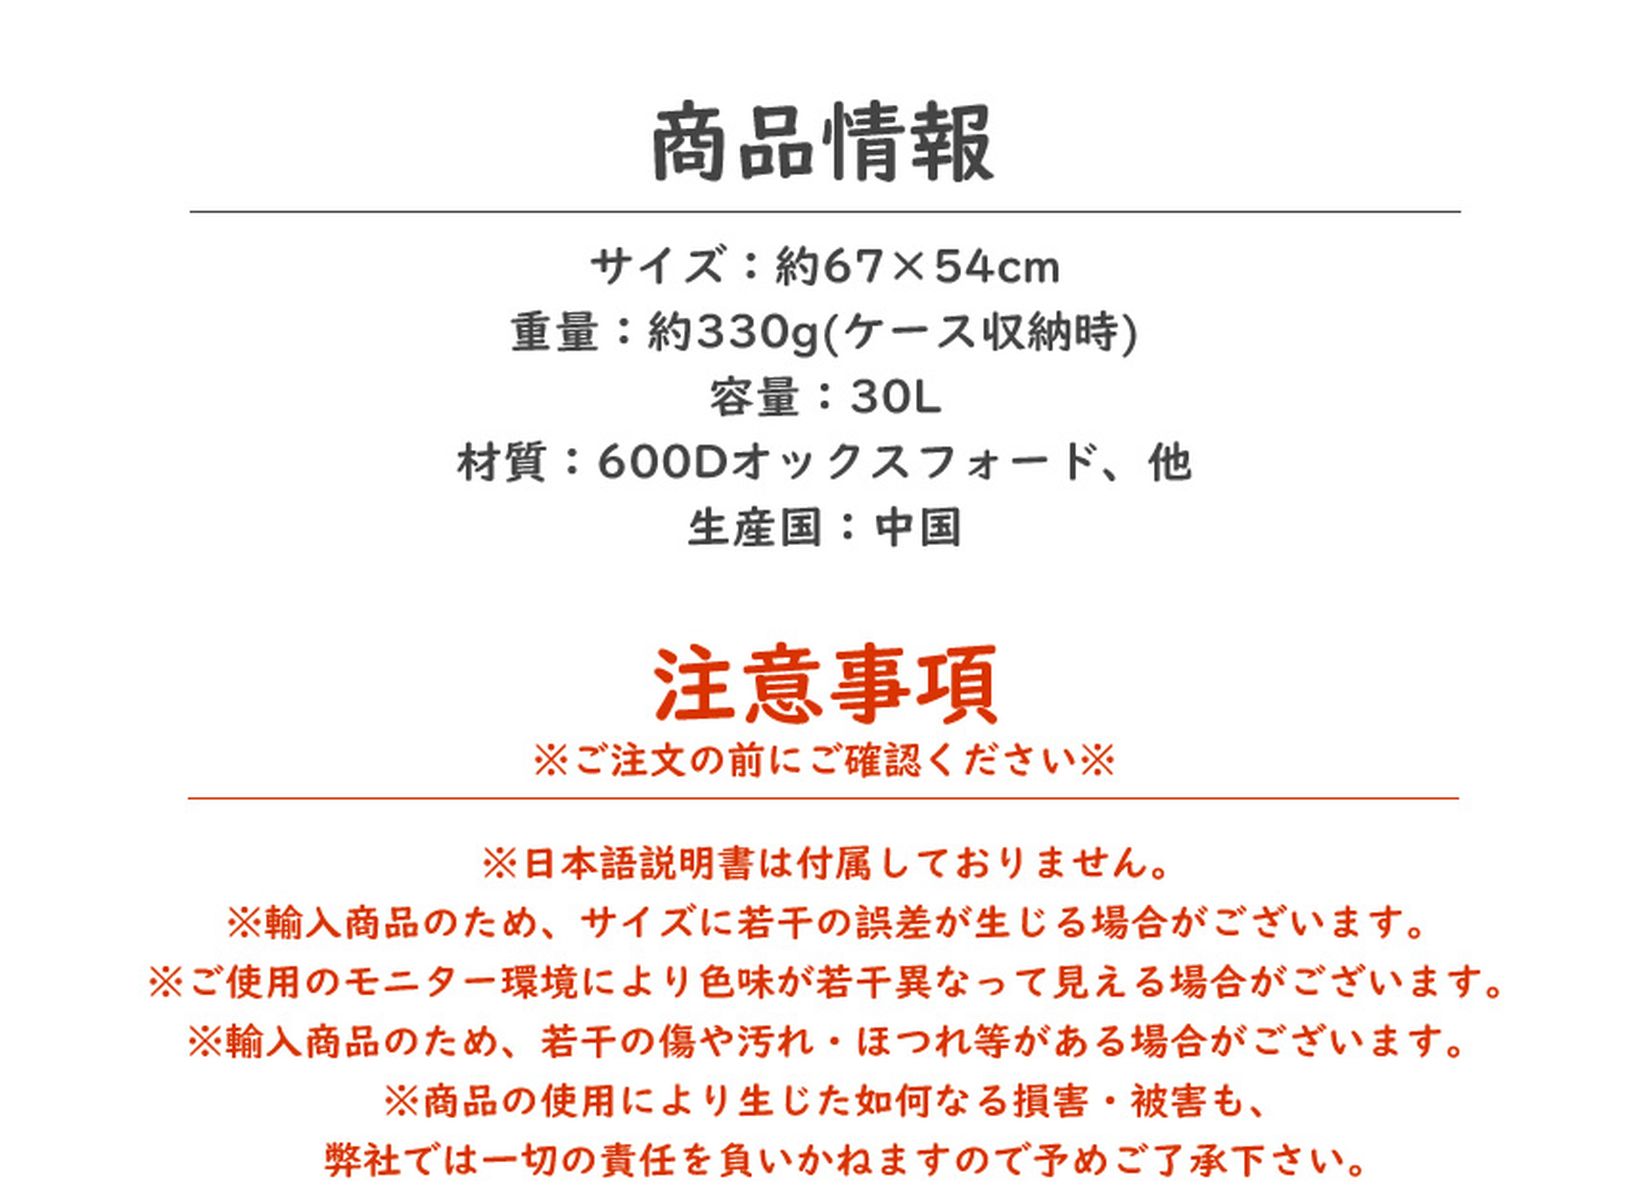 商品情報
サイズ：約67×54cm
重量：約330g(ケース収納時)
容量：30L
材質：600Dオックスフォード、他
生産国：中国
注意事項
※ご注文の前にご確認ください※
※日本語説明書は付属しておりません。
※輸入商品のため、サイズに若干の誤差が生じる場合がございます。
※ご使用のモニター環境により色味が若干異なって見える場合がございます。
※輸入商品のため、若干の傷や汚れ・ほつれ等がある場合がございます。
※商品の使用により生じた如何なる損害・被害も、
弊社では一切の責任を負いかねますので予めご了承下さい。